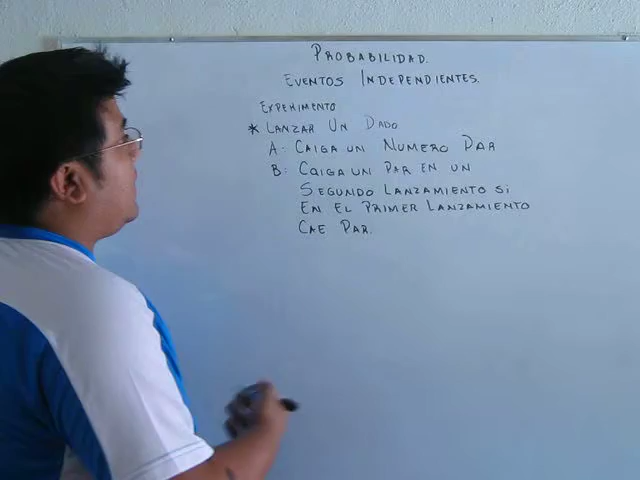 PROBABILIDAD.
EVENTOS INDEPENDIENTES.
EXPERIMENTO
* LANZAR UN DADO
A: CAIGA UN NUMERO PAR
B: CAIGA UN PAR EN UN
SEGUNDO LANZAMIENTO SI
EN EL PRIMER LANZAMIENTO
CAE PAR.